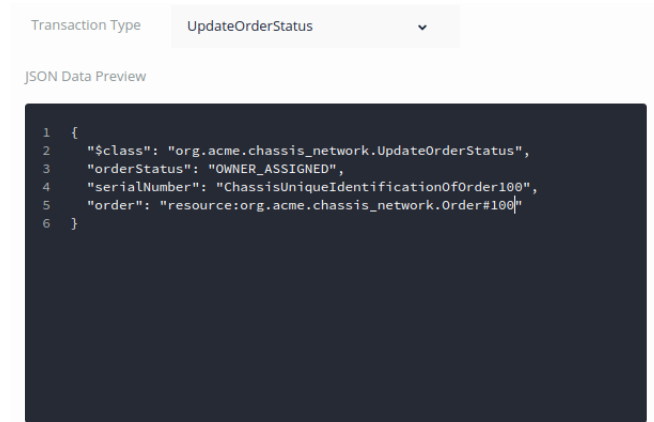 Transaction Type UpdateOrderStatus
JSON Data Preview
1 {
2 "$class": "org.acme.chassis_network.UpdateOrderStatus",
3 "orderStatus": "OWNER_ASSIGNED",
4 "serialNumber": "ChassisUniqueIdentificationOfOrder100",
5 "order": "resource:org.acme.chassis_network.Order#100"
6 }